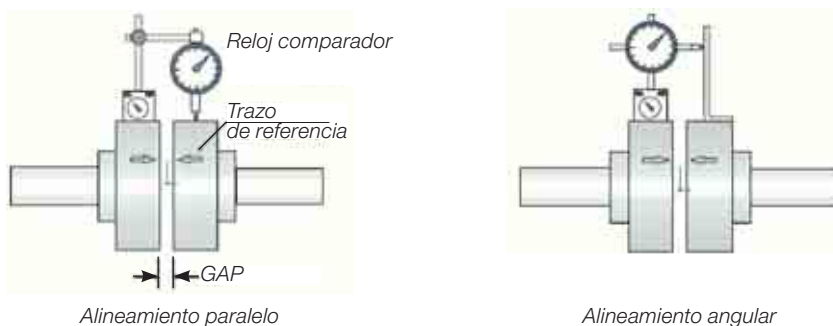 Reloj comparador
Trazo
de referencia
GAP
Alineamiento paralelo
Alineamiento angular